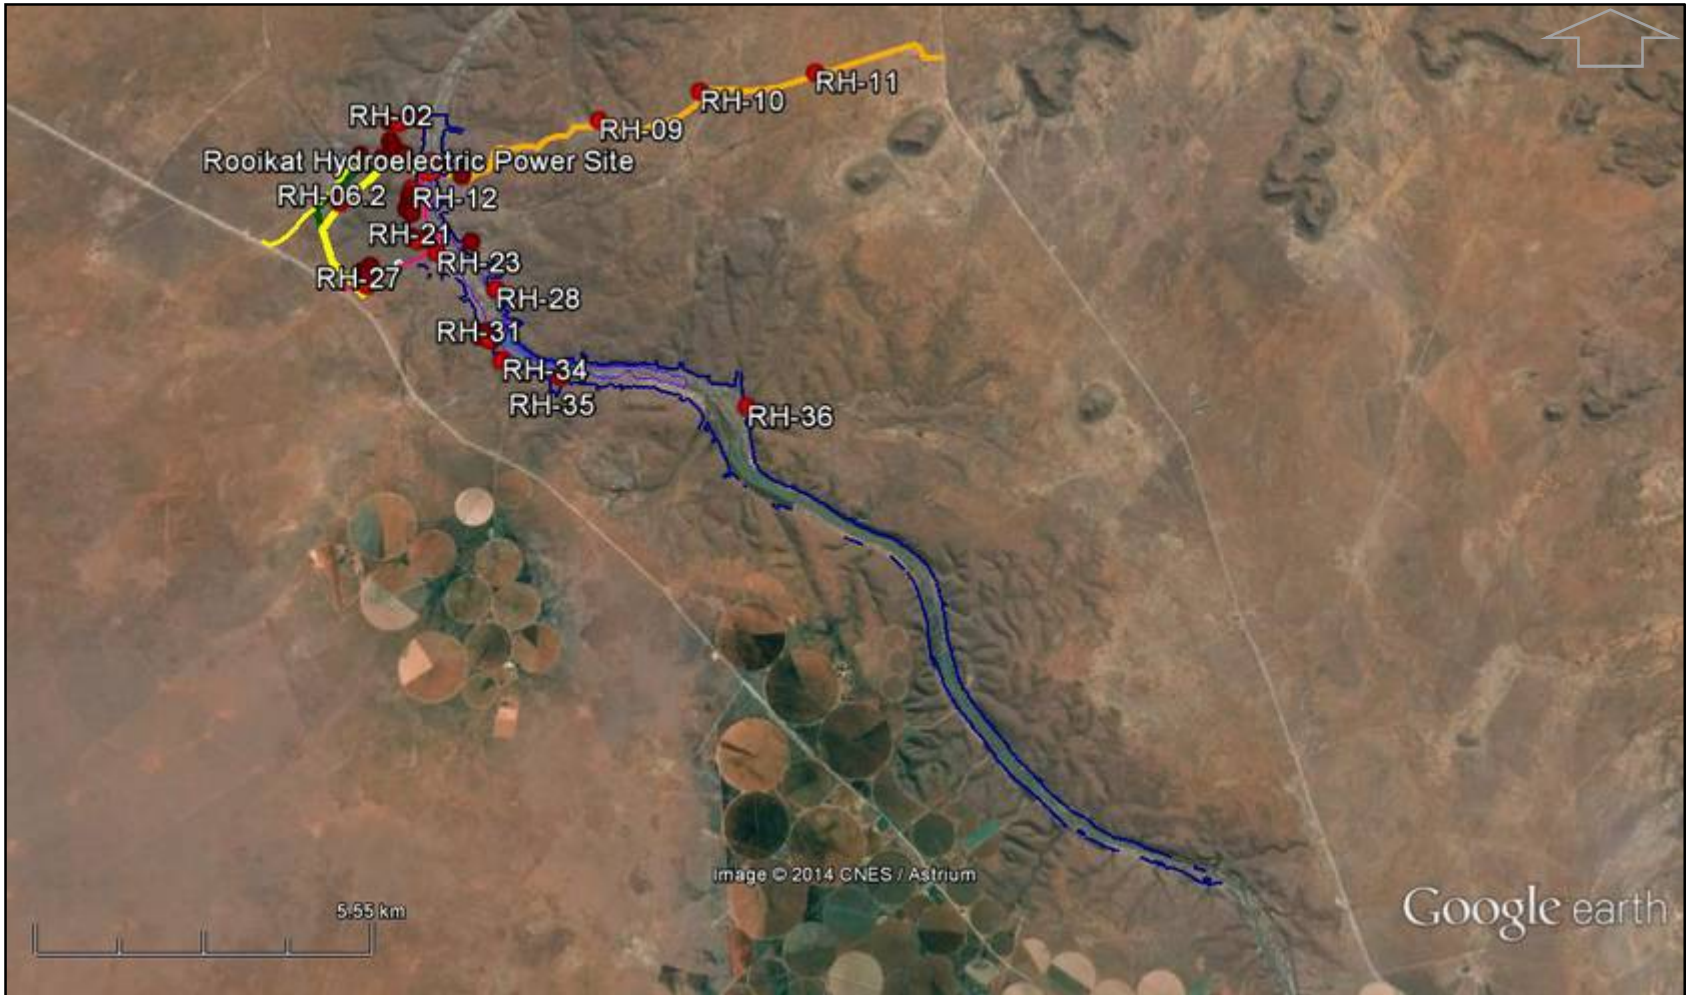 RH-11
RH-10
RH-02
RH-09
Rooikat Hydroelectric Power Site
RH-06.2
RH-12
RH-21
RH-23
RH-27
RH-28
RH-31
RH-34
RH-35
RH-36
Image © 2014 CNES / Astrium
5.55 km
Google earth